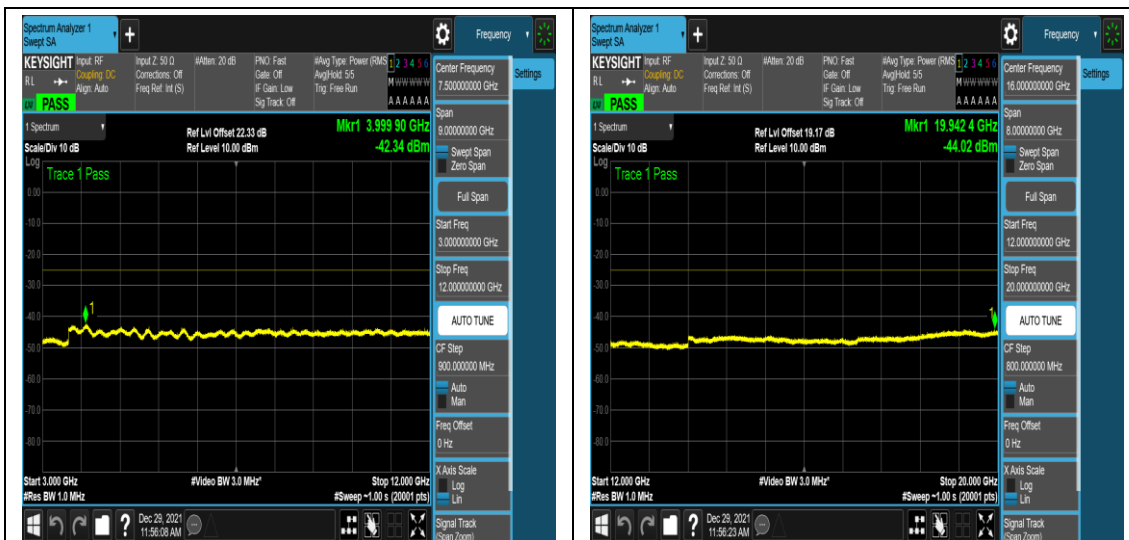 Spectrum Analyzer 1
Swept SA
+
Frequency
KEYSIGHT
RL
Input: RF
Coupling: DC
Align: Auto
Input Z: 50 Ω
Corrections: Off
Freq Ref: Int (S)
#Atten: 20 dB
PNO: Fast
Gate: Off
IF Gain: Low
Sig Track: Off
#Avg Type: Power (RMS
Avg|Hold: 5/5
Trig: Free Run
1 2 3 4 5 6
M W W W W W
A A A A A A
LV PASS
1 Spectrum
Scale/Div 10 dB
Ref Lvl Offset 22.33 dB
Ref Level 10.00 dBm
Mkr1 3.999 90 GHz
-42.34 dBm
Log
Trace 1 Pass
0.00
-10.0
-20.0
-30.0
-40.0
-50.0
-60.0
-70.0
-80.0
1
Start 3.000 GHz
#Res BW 1.0 MHz
#Video BW 3.0 MHz*
Stop 12.000 GHz
#Sweep ~1.00 s (20001 pts)
Dec 29, 2021
11:56:08 AM
Center Frequency
7.500000000 GHz
Settings
Span
9.00000000 GHz
Swept Span
Zero Span
Full Span
Start Freq
3.000000000 GHz
Stop Freq
12.000000000 GHz
AUTO TUNE
CF Step
900.000000 MHz
Auto
Man
Freq Offset
0 Hz
X Axis Scale
Log
Lin
Signal Track
(Span Zoom)
Spectrum Analyzer 1
Swept SA
+
Frequency
KEYSIGHT
RL
Input: RF
Coupling: DC
Align: Auto
Input Z: 50 Ω
Corrections: Off
Freq Ref: Int (S)
#Atten: 20 dB
PNO: Fast
Gate: Off
IF Gain: Low
Sig Track: Off
#Avg Type: Power (RMS
Avg|Hold: 5/5
Trig: Free Run
1 2 3 4 5 6
M W W W W W
A A A A A A
LV PASS
1 Spectrum
Scale/Div 10 dB
Ref Lvl Offset 19.17 dB
Ref Level 10.00 dBm
Mkr1 19.942 4 GHz
-44.02 dBm
Log
Trace 1 Pass
0.00
-10.0
-20.0
-30.0
-40.0
-50.0
-60.0
-70.0
-80.0
1
Start 12.000 GHz
#Res BW 1.0 MHz
#Video BW 3.0 MHz*
Stop 20.000 GHz
#Sweep ~1.00 s (20001 pts)
Dec 29, 2021
11:56:23 AM
Center Frequency
16.000000000 GHz
Settings
Span
8.00000000 GHz
Swept Span
Zero Span
Full Span
Start Freq
12.000000000 GHz
Stop Freq
20.000000000 GHz
AUTO TUNE
CF Step
800.000000 MHz
Auto
Man
Freq Offset
0 Hz
X Axis Scale
Log
Lin
Signal Track
(Span Zoom)